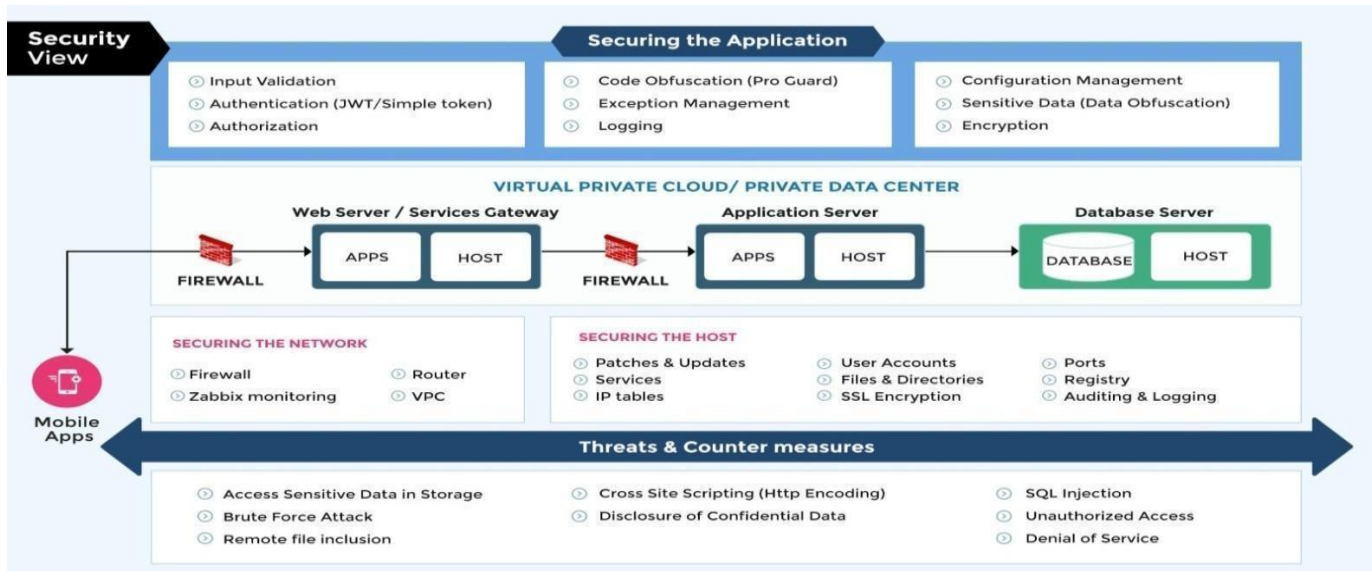 Security
View
Securing the Application
Input Validation
Authentication (JWT/Simple token)
Authorization
Code Obfuscation (Pro Guard)
Exception Management
Logging
Configuration Management
Sensitive Data (Data Obfuscation)
Encryption
VIRTUAL PRIVATE CLOUD/ PRIVATE DATA CENTER
Web Server / Services Gateway
Application Server
Database Server
FIREWALL
APPS
HOST
FIREWALL
APPS
HOST
DATABASE
HOST
Mobile
Apps
SECURING THE NETWORK
Firewall
Zabbix monitoring
Router
VPC
SECURING THE HOST
Patches & Updates
Services
IP tables
User Accounts
Files & Directories
SSL Encryption
Ports
Registry
Auditing & Logging
Threats & Counter measures
Access Sensitive Data in Storage
Brute Force Attack
Remote file inclusion
Cross Site Scripting (Http Encoding)
Disclosure of Confidential Data
SQL Injection
Unauthorized Access
Denial of Service